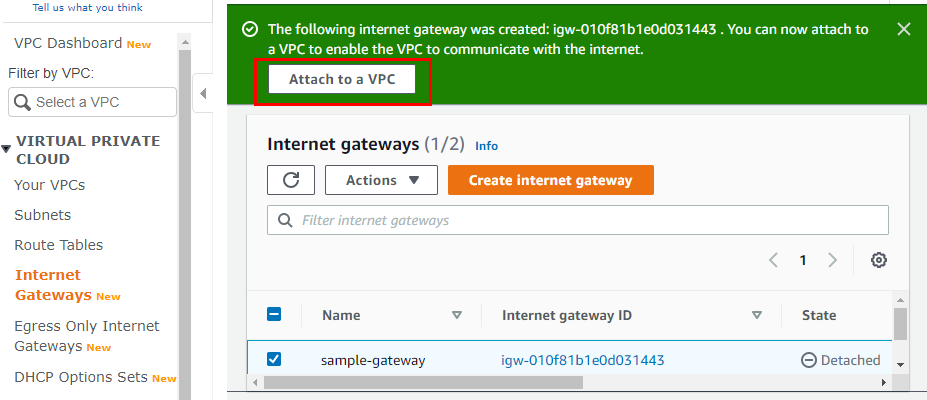 Tell us what you think
VPC Dashboard New
Filter by VPC:
Select a VPC
VIRTUAL PRIVATE
CLOUD
Your VPCs
Subnets
Route Tables
Internet
Gateways New
Egress Only Internet
Gateways New
DHCP Options Sets New
The following internet gateway was created: igw-010f81b1e0d031443 . You can now attach to
a VPC to enable the VPC to communicate with the internet.
Attach to a VPC
Internet gateways (1/2) Info
Actions
Create internet gateway
Filter internet gateways
1
Name Internet gateway ID State
sample-gateway igw-010f81b1e0d031443 Detached